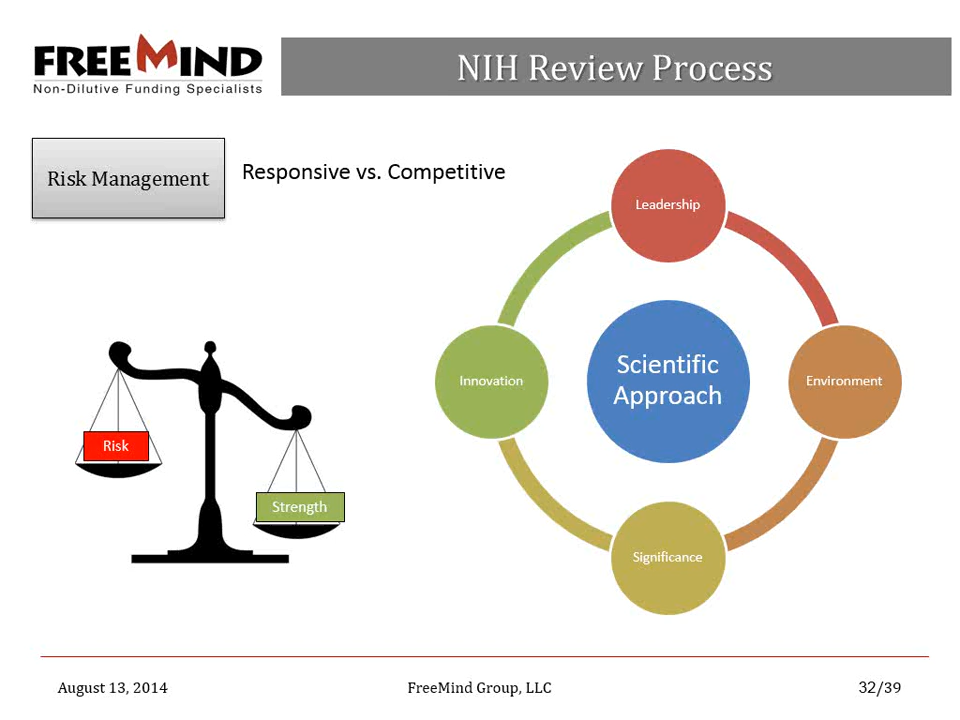 FREEMIND
Non-Dilutive Funding Specialists
NIH Review Process
Risk Management
Responsive vs. Competitive
Leadership
Scientific
Approach
Innovation
Environment
Significance
Risk
Strength
August 13, 2014
FreeMind Group, LLC
32/39